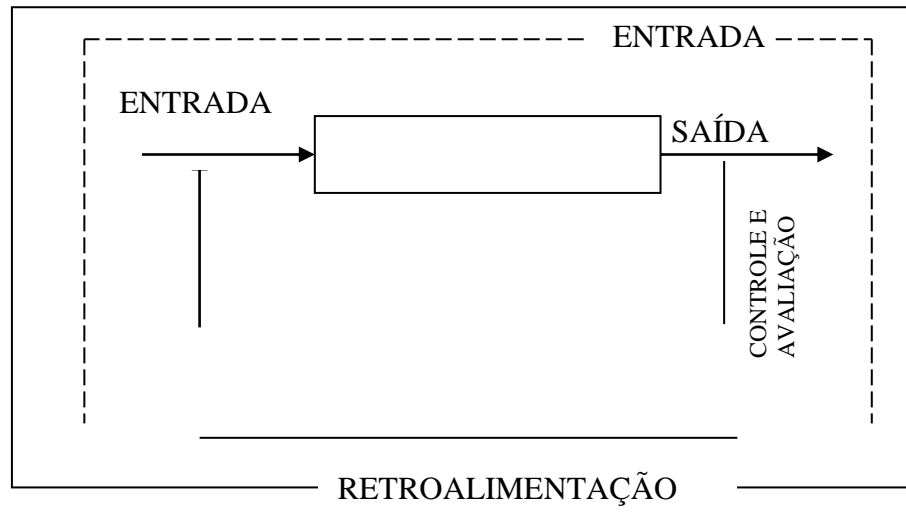 ENTRADA
ENTRADA
SAÍDA
CONTROLE E
AVALIAÇÃO
RETROALIMENTAÇÃO